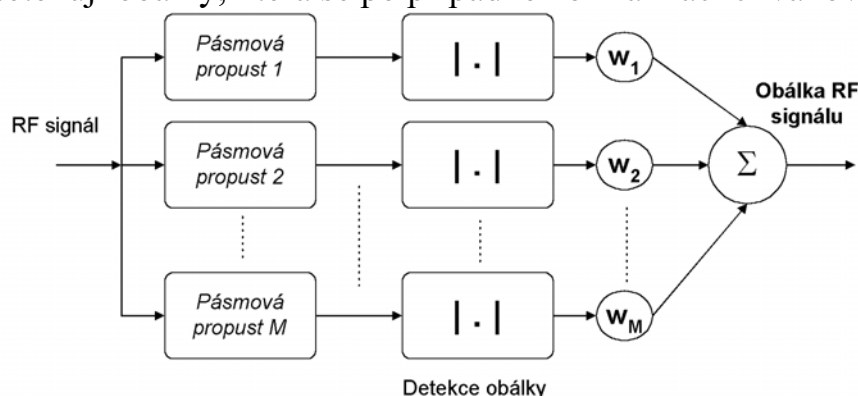 Pásmová
propust 1
| . |
w1
Obálka RF
signálu
RF signál
Pásmová
propust 2
| . |
w2
Σ
Pásmová
propust M
| . |
wM
Detekce obálky